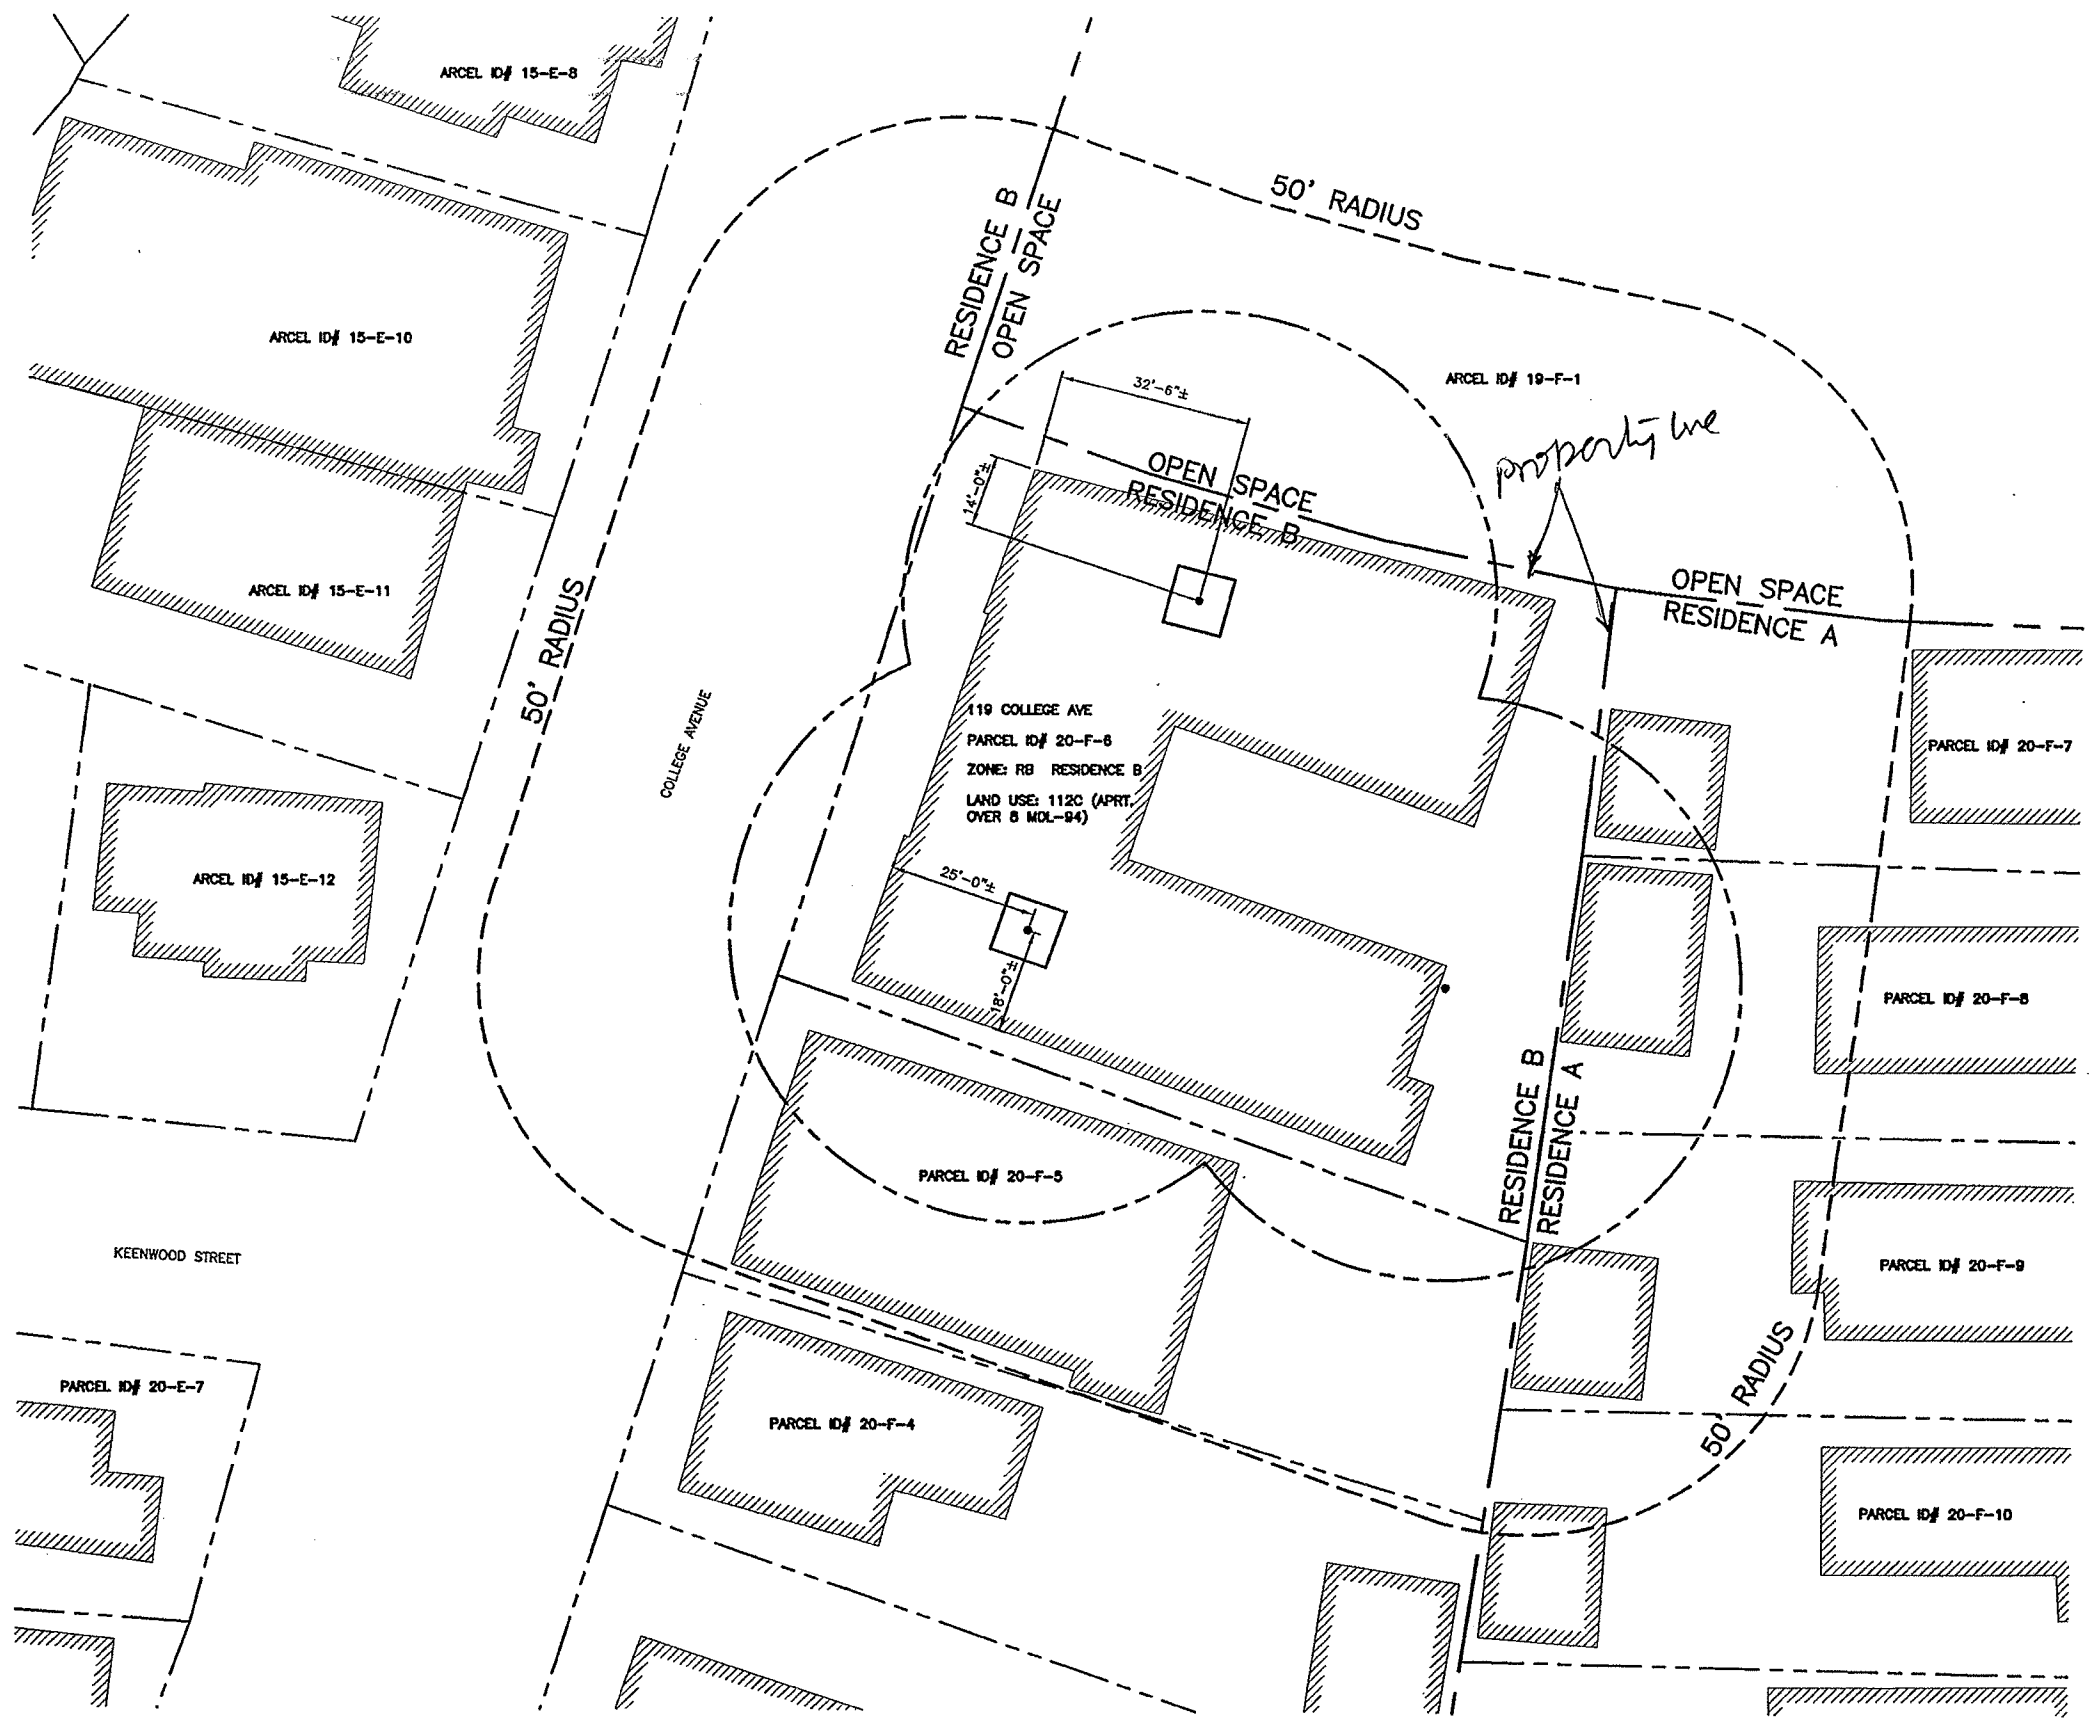 ARCEL ID# 15-E-8
50' RADIUS
RESIDENCE B
OPEN SPACE
ARCEL ID# 15-E-10
32'-6"±
ARCEL ID# 19-F-1
property line
OPEN SPACE
RESIDENCE B
14'-0"±
ARCEL ID# 15-E-11
OPEN SPACE
RESIDENCE A
50' RADIUS
COLLEGE AVENUE
119 COLLEGE AVE
PARCEL ID# 20-F-6
ZONE: RB RESIDENCE B
LAND USE: 112C (APRT.
OVER 8 MDL-94)
PARCEL ID# 20-F-7
ARCEL ID# 15-E-12
25'-0"±
18'-0"±
PARCEL ID# 20-F-8
RESIDENCE B
RESIDENCE A
PARCEL ID# 20-F-5
KEENWOOD STREET
PARCEL ID# 20-F-9
50' RADIUS
PARCEL ID# 20-E-7
PARCEL ID# 20-F-4
PARCEL ID# 20-F-10